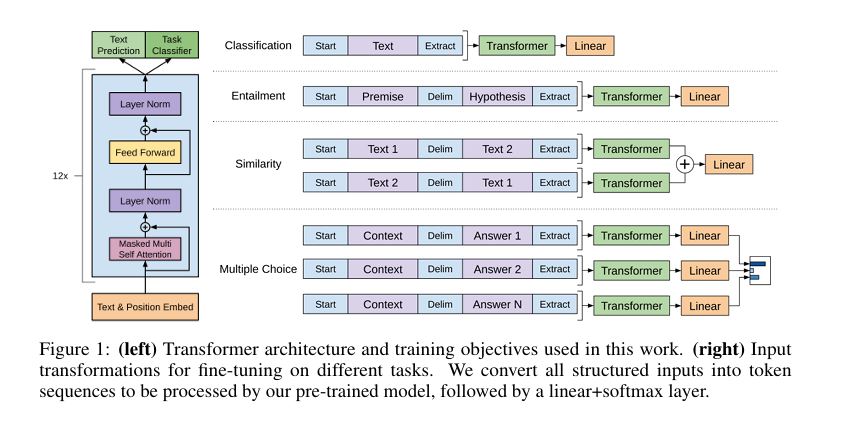 Text Prediction
Task Classifier
Layer Norm
+
Feed Forward
12x
Layer Norm
+
Masked Multi Self Attention
Text & Position Embed
Classification
Start Text Extract Transformer Linear
Entailment
Start Premise Delim Hypothesis Extract Transformer Linear
Similarity
Start Text 1 Delim Text 2 Extract Transformer
+ Linear
Start Text 2 Delim Text 1 Extract Transformer
Multiple Choice
Start Context Delim Answer 1 Extract Transformer Linear
Start Context Delim Answer 2 Extract Transformer Linear
Start Context Delim Answer N Extract Transformer Linear
Figure 1: (left) Transformer architecture and training objectives used in this work. (right) Input
transformations for fine-tuning on different tasks. We convert all structured inputs into token
sequences to be processed by our pre-trained model, followed by a linear+softmax layer.